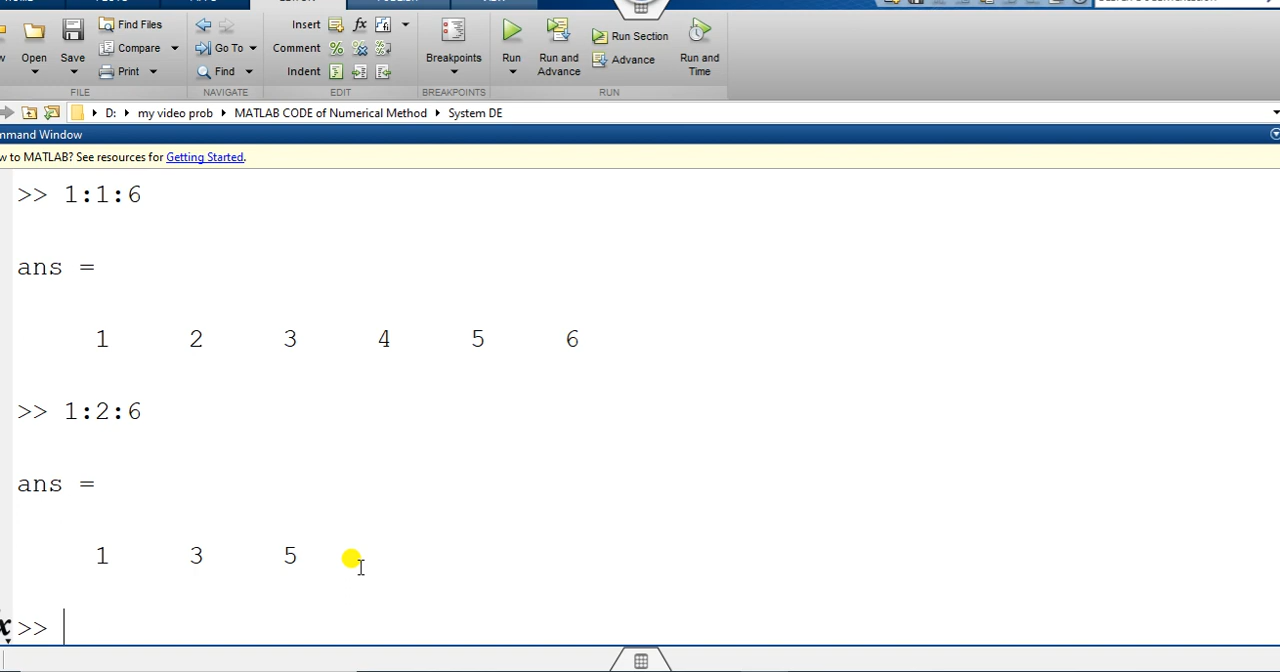 Insert fx
Find Files
Compare
Go To
Comment %
Open Save
Print
Find
Indent
Breakpoints
Run
Run and Advance
Run Section
Advance
Run and Time
FILE NAVIGATE EDIT BREAKPOINTS RUN
D: my video prob MATLAB CODE of Numerical Method System DE
mmand Window
w to MATLAB? See resources for Getting Started.
>> 1:1:6
ans =
1 2 3 4 5 6
>> 1:2:6
ans =
1 3 5
>>